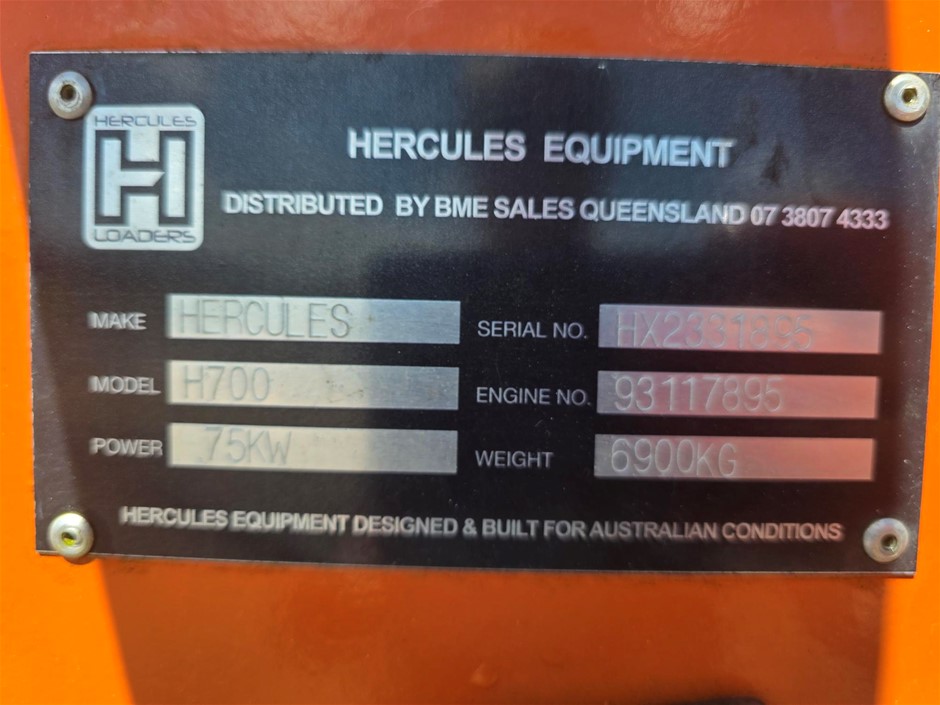 HERCULES
H
LOADERS
HERCULES EQUIPMENT
DISTRIBUTED BY BME SALES QUEENSLAND 07 3807 4333
MAKE HERCULES SERIAL NO. HX2331895
MODEL H700 ENGINE NO. 93117895
POWER 75KW WEIGHT 6900KG
HERCULES EQUIPMENT DESIGNED & BUILT FOR AUSTRALIAN CONDITIONS